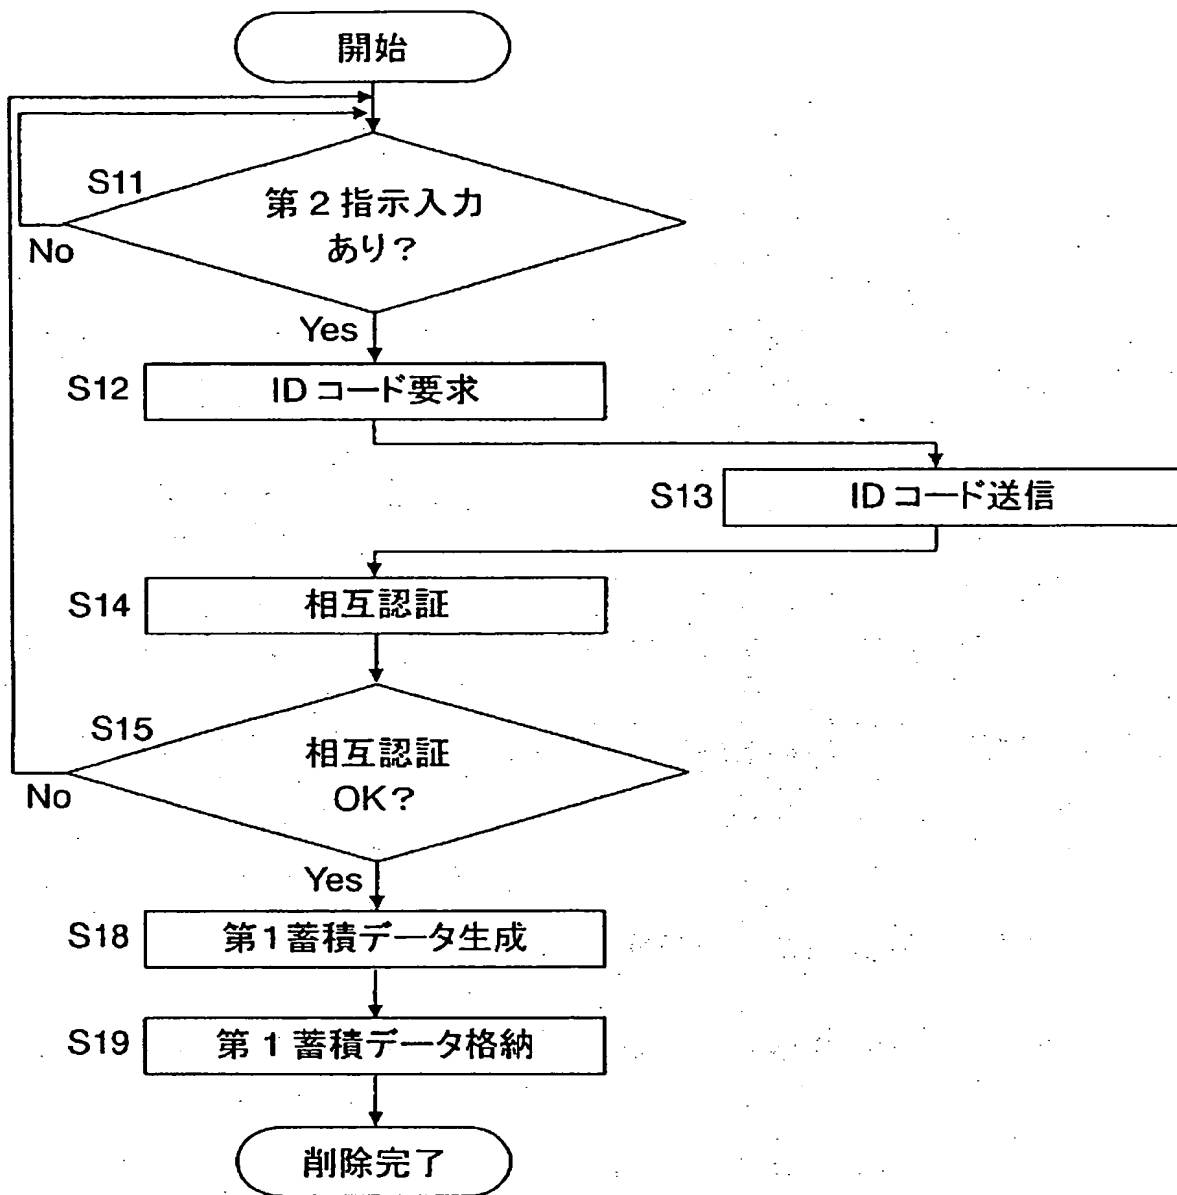 開始
S11
第2指示入力
あり?
No
Yes
S12
IDコード要求
S13
IDコード送信
S14
相互認証
S15
相互認証
OK?
No
Yes
S18
第1蓄積データ生成
S19
第1蓄積データ格納
削除完了